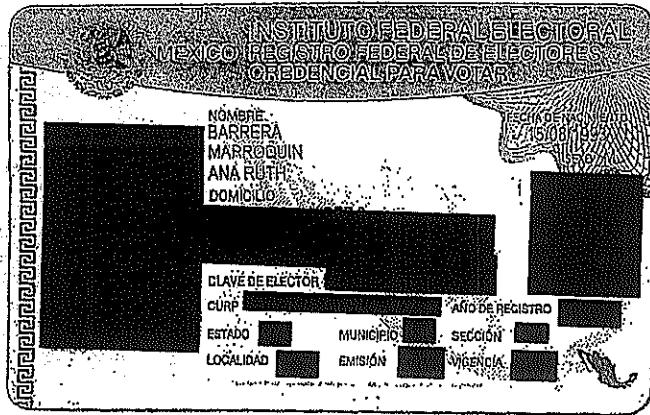 INSTITUTO FEDERAL ELECTORAL
MEXICO REGISTRO FEDERAL DE ELECTORES
CREDENCIAL PARA VOTAR
NOMBRE
BARRERA
MARROQUIN
ANA RUTH
DOMICILIO
FECHA DE NACIMIENTO
CLAVE DE ELECTOR
CURP
AÑO DE REGISTRO
ESTADO
MUNICIPIO
SECCIÓN
LOCALIDAD
EMISIÓN
VIGENCIA